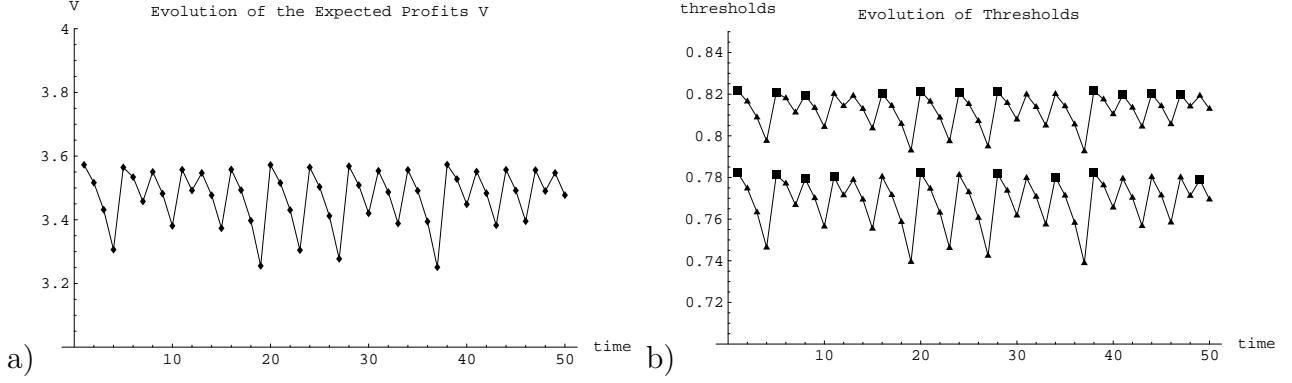 V
Evolution of the Expected Profits V
4
3.8
3.6
3.4
3.2
10 20 30 40 50
time
a)
thresholds
Evolution of Thresholds
0.84
0.82
0.8
0.78
0.76
0.74
0.72
10 20 30 40 50
time
b)